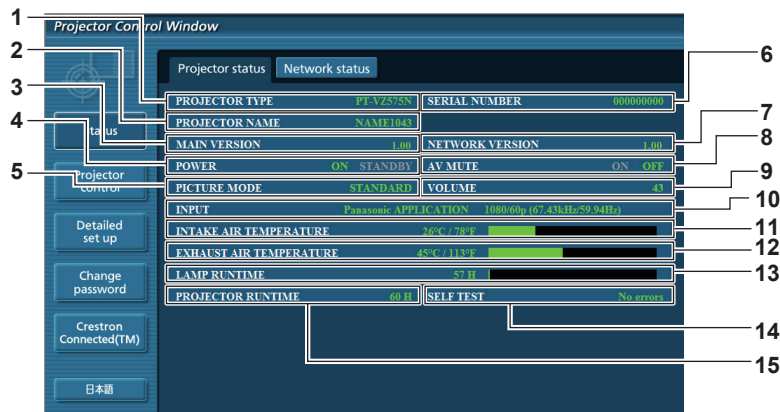 Projector Control Window
1
2
3
4
5
Projector status Network status
6
7
8
9
10
11
12
13
14
15
PROJECTOR TYPE PT-VZ575N SERIAL NUMBER 000000000
PROJECTOR NAME NAME1043
MAIN VERSION 1.00 NETWORK VERSION 1.00
POWER ON STANDBY AV MUTE ON OFF
PICTURE MODE STANDARD VOLUME 43
INPUT Panasonic APPLICATION 1080/60p (67.43kHz/59.94Hz)
INTAKE AIR TEMPERATURE 26°C / 78°F
EXHAUST AIR TEMPERATURE 45°C / 113°F
LAMP RUNTIME 57 H
PROJECTOR RUNTIME 60 H SELF TEST No errors
Status
Projector
control
Detailed
set up
Change
password
Crestron
Connected(TM)
日本語